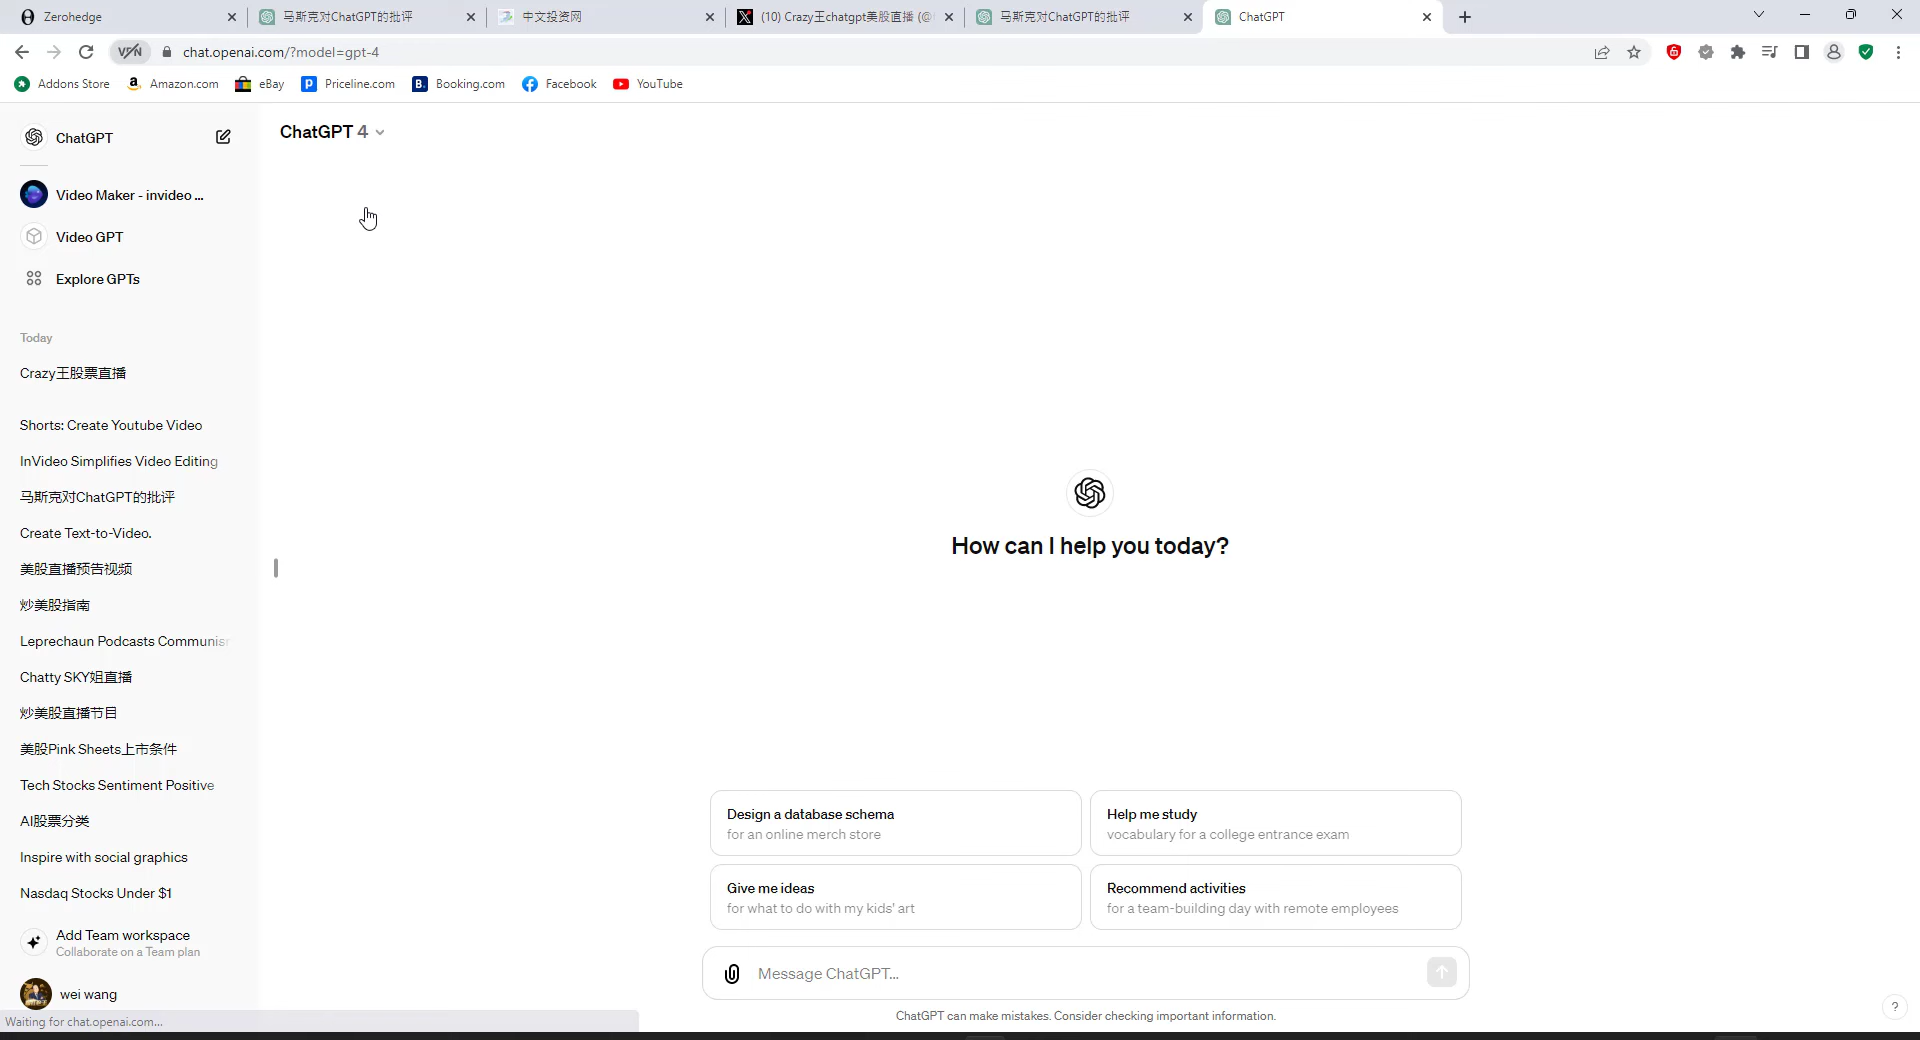 Zerohedge
马斯克对ChatGPT的批评
中文投资网
(10) Crazy王chatgpt美股直播 (@
马斯克对ChatGPT的批评
ChatGPT
VPN
chat.openai.com/?model=gpt-4
Addons Store
Amazon.com
eBay
Priceline.com
Booking.com
Facebook
YouTube
ChatGPT
ChatGPT 4
Video Maker - invideo ...
Video GPT
Explore GPTs
Today
Crazy王股票直播
Shorts: Create Youtube Video
InVideo Simplifies Video Editing
马斯克对ChatGPT的批评
Create Text-to-Video.
美股直播预告视频
炒美股指南
Leprechaun Podcasts Communis
Chatty SKY姐直播
炒美股直播节目
美股Pink Sheets上市条件
Tech Stocks Sentiment Positive
AI股票分类
Inspire with social graphics
Nasdaq Stocks Under $1
Add Team workspace
Collaborate on a Team plan
wei wang
Waiting for chat.openai.com...
How can I help you today?
Design a database schema
for an online merch store
Help me study
vocabulary for a college entrance exam
Give me ideas
for what to do with my kids' art
Recommend activities
for a team-building day with remote employees
Message ChatGPT...
ChatGPT can make mistakes. Consider checking important information.
?